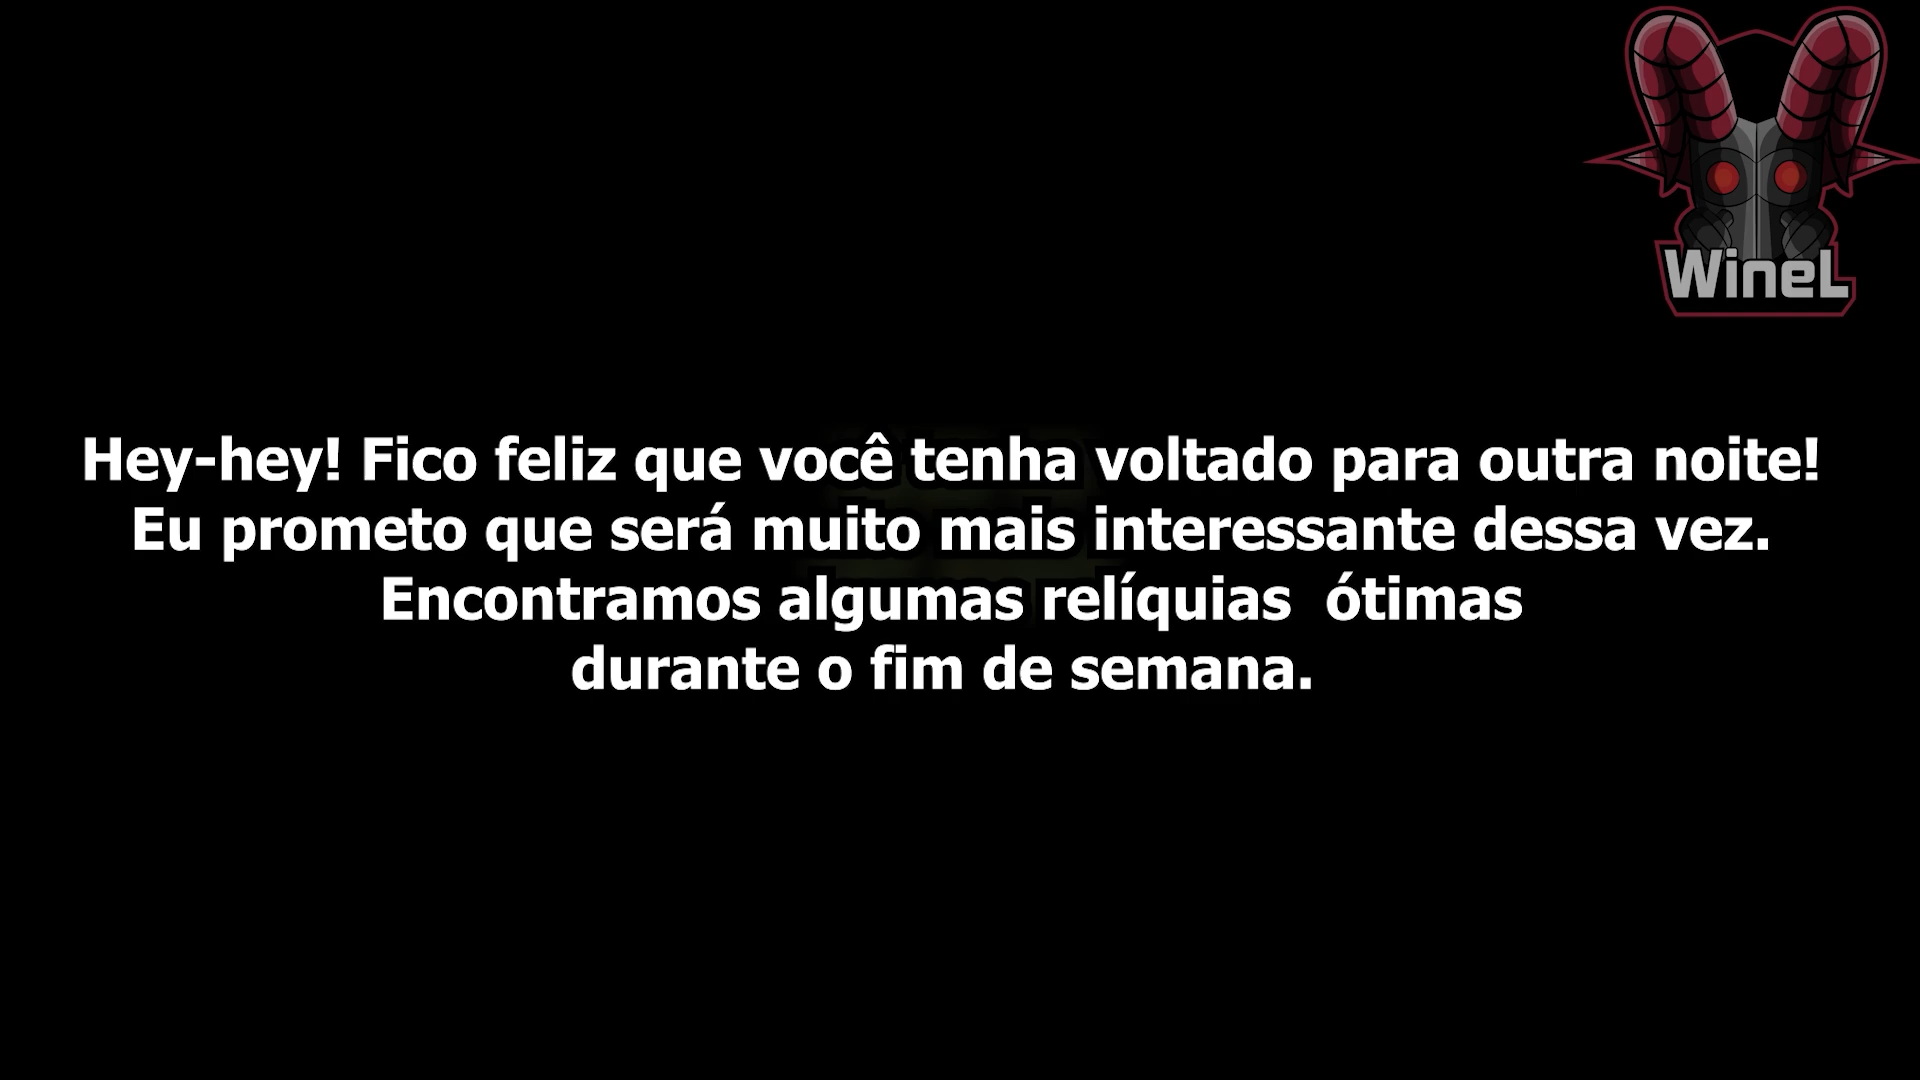 WineL
Hey-hey! Fico feliz que você tenha voltado para outra noite!
Eu prometo que será muito mais interessante dessa vez.
Encontramos algumas relíquias  ótimas
durante o fim de semana.